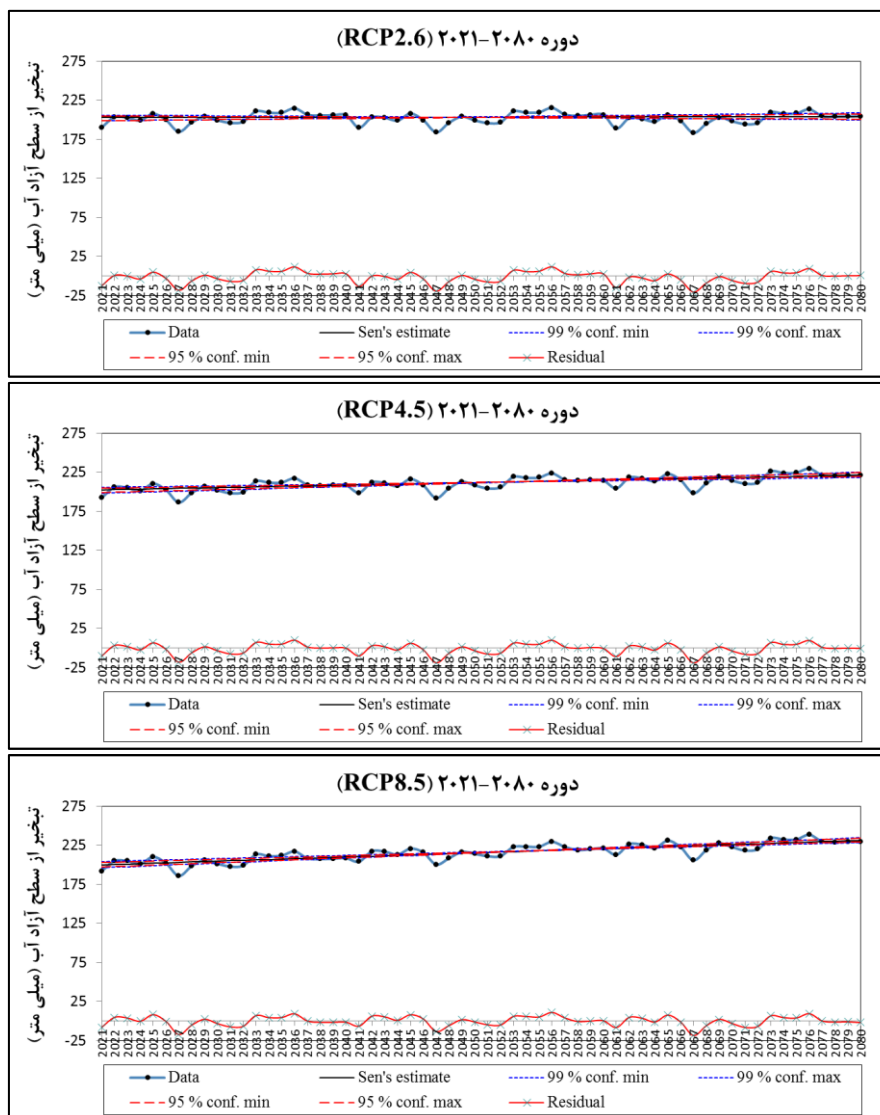 دوره ۲۰۸۰-۲۰۲۱ (RCP2.6)
تبخیر از سطح آزاد آب (میلی متر)
275
225
175
125
75
25
-25
2021 2022 2023 2024 2025 2026 2027 2028 2029 2030 2031 2032 2033 2034 2035 2036 2037 2038 2039 2040 2041 2042 2043 2044 2045 2046 2047 2048 2049 2050 2051 2052 2053 2054 2055 2056 2057 2058 2059 2060 2061 2062 2063 2064 2065 2066 2067 2068 2069 2070 2071 2072 2073 2074 2075 2076 2077 2078 2079 2080
Data Sen's estimate 99 % conf. min 99 % conf. max
95 % conf. min 95 % conf. max Residual
دوره ۲۰۸۰-۲۰۲۱ (RCP4.5)
تبخیر از سطح آزاد آب (میلی متر)
275
225
175
125
75
25
-25
2021 2022 2023 2024 2025 2026 2027 2028 2029 2030 2031 2032 2033 2034 2035 2036 2037 2038 2039 2040 2041 2042 2043 2044 2045 2046 2047 2048 2049 2050 2051 2052 2053 2054 2055 2056 2057 2058 2059 2060 2061 2062 2063 2064 2065 2066 2067 2068 2069 2070 2071 2072 2073 2074 2075 2076 2077 2078 2079 2080
Data Sen's estimate 99 % conf. min 99 % conf. max
95 % conf. min 95 % conf. max Residual
دوره ۲۰۸۰-۲۰۲۱ (RCP8.5)
تبخیر از سطح آزاد آب (میلی متر)
275
225
175
125
75
25
-25
2021 2022 2023 2024 2025 2026 2027 2028 2029 2030 2031 2032 2033 2034 2035 2036 2037 2038 2039 2040 2041 2042 2043 2044 2045 2046 2047 2048 2049 2050 2051 2052 2053 2054 2055 2056 2057 2058 2059 2060 2061 2062 2063 2064 2065 2066 2067 2068 2069 2070 2071 2072 2073 2074 2075 2076 2077 2078 2079 2080
Data Sen's estimate 99 % conf. min 99 % conf. max
95 % conf. min 95 % conf. max Residual